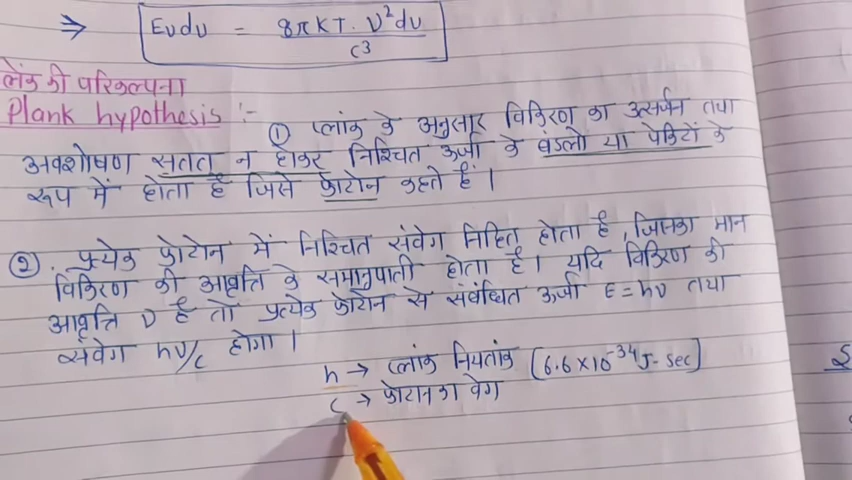 ⇒ Eνdν = 8πKT. ν²dν / c³
लेंक की परिकल्पना
Plank hypothesis :-
① प्लांक के अनुसार विकिरण का उत्सर्जन तथा
अवशोषण सतत न होकर निश्चित ऊर्जा के बंडलो या पेकिटों के
रूप में होता है जिसे फ़ोटोन कहते हैं।
② . प्रत्येक फ़ोटोन में निश्चित संवेग निहित होता है, जिसका मान
विकिरण की आवृत्ति के समानुपाती होता है। यदि विकिरण की
आवृत्ति ν है तो प्रत्येक फ़ोटोन से संबंधित ऊर्जा E=hν तथा
संवेग hν/c होगा।
h → प्लांक नियतांक (6.6×10⁻³⁴J-sec)
c → फ़ोटोन का वेग